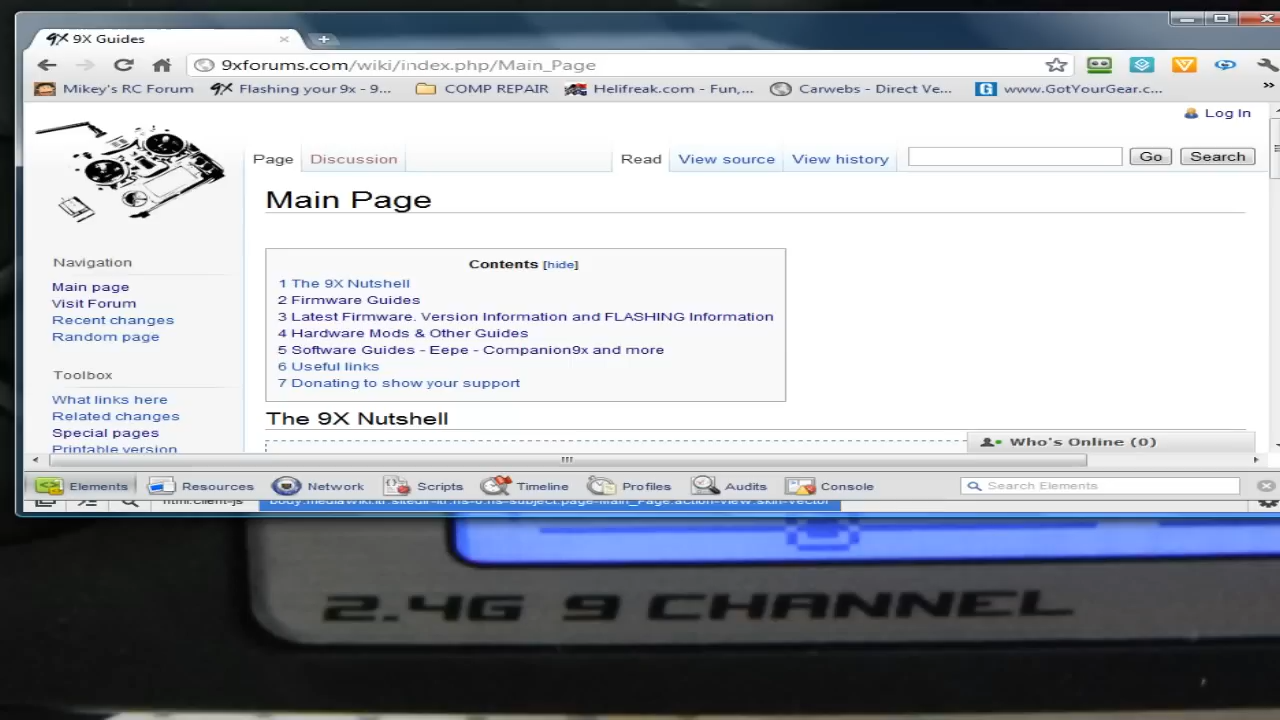 9X Guides
9xforums.com/wiki/index.php/Main_Page
Mikey's RC Forum Flashing your 9x - 9... COMP REPAIR Helifreak.com - Fun,... Carwebs - Direct Ve... www.GotYourGear.c... »
Log In
Page Discussion Read View source View history Go Search
Main Page
Contents [hide]
1 The 9X Nutshell
2 Firmware Guides
3 Latest Firmware. Version Information and FLASHING Information
4 Hardware Mods & Other Guides
5 Software Guides - Eepe - Companion9x and more
6 Useful links
7 Donating to show your support
Navigation
Main page
Visit Forum
Recent changes
Random page
Toolbox
What links here
Related changes
Special pages
Printable version
The 9X Nutshell
Who's Online (0)
Elements Resources Network Scripts Timeline Profiles Audits Console Search Elements
2.4G 9 CHANNEL